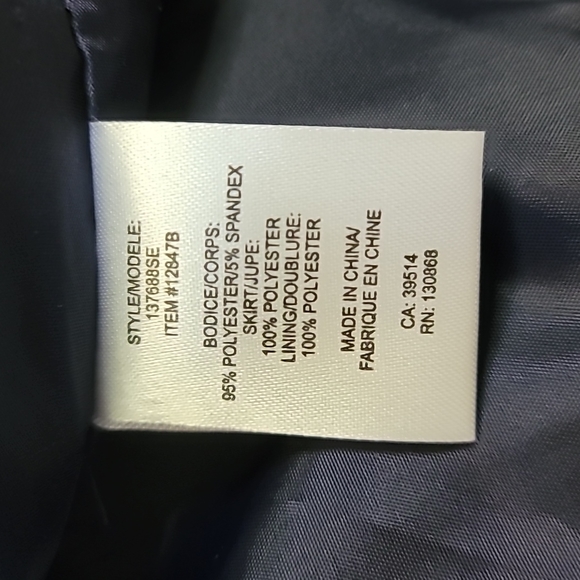 STYLE/MODELE:
137688SE
ITEM #12847B
BODICE/CORPS:
95% POLYESTER/5% SPANDEX
SKIRT/JUPE:
100% POLYESTER
LINING/DOUBLURE:
100% POLYESTER
MADE IN CHINA/
FABRIQUE EN CHINE
CA: 39514
RN: 130868